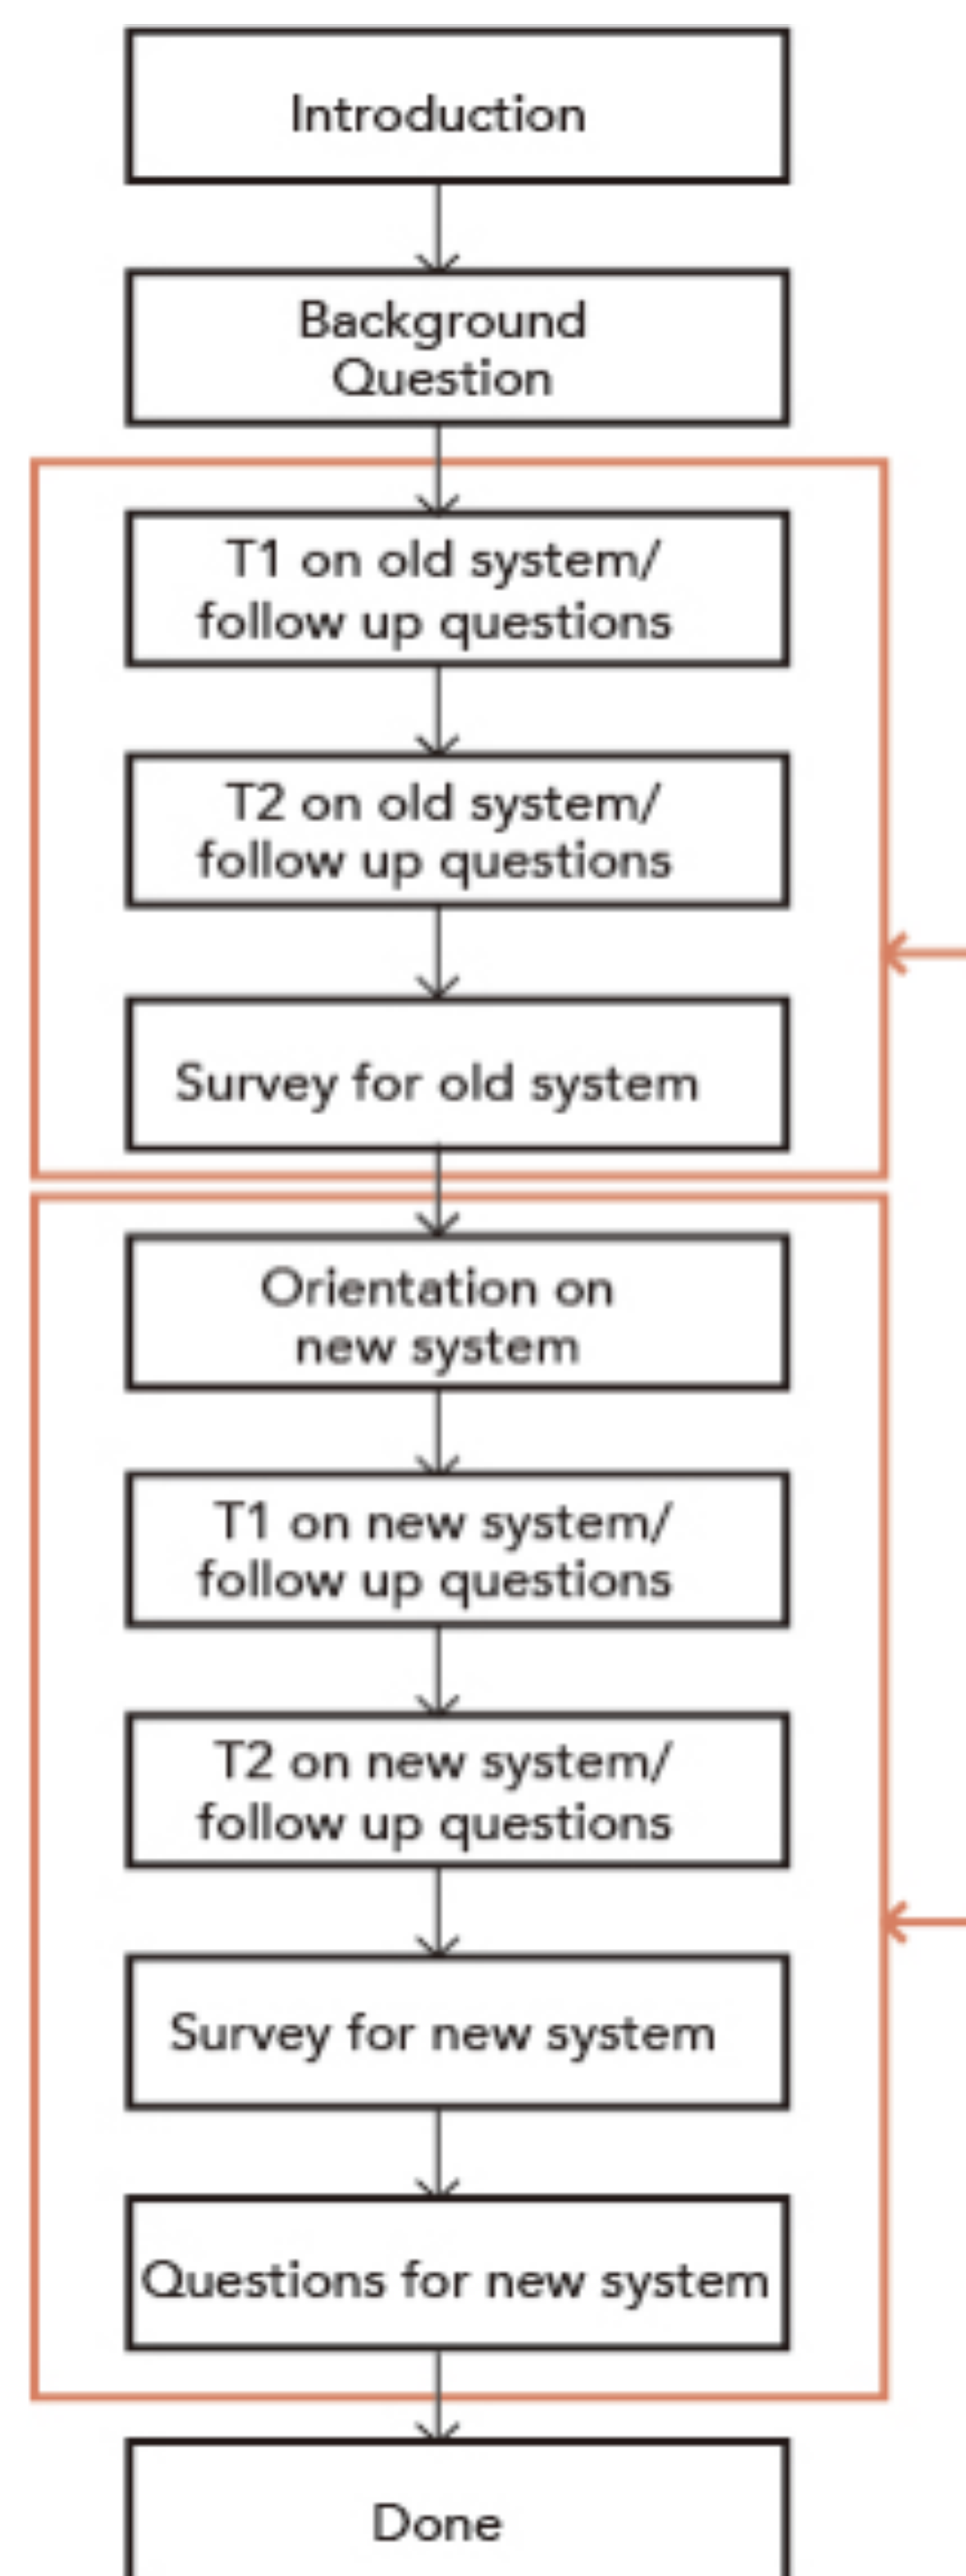 Introduction
Background
Question
T1 on old system/
follow up questions
T2 on old system/
follow up questions
Survey for old system
Orientation on
new system
T1 on new system/
follow up questions
T2 on new system/
follow up questions
Survey for new system
Questions for new system
Done